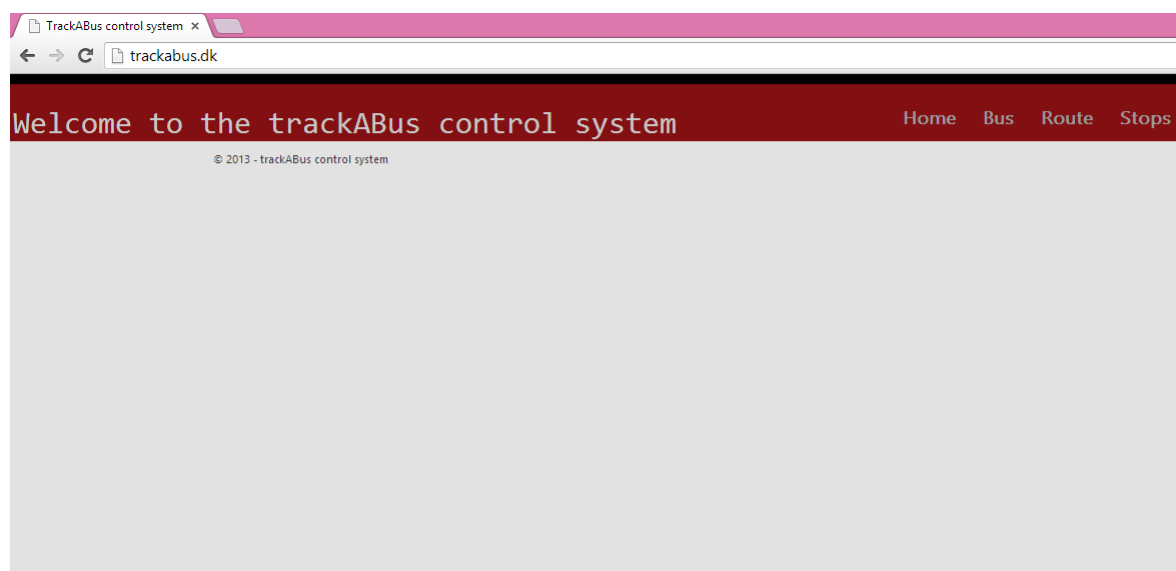 TrackABus control system
trackabus.dk
Welcome to the trackABus control system
Home Bus Route Stops
© 2013 - trackABus control system